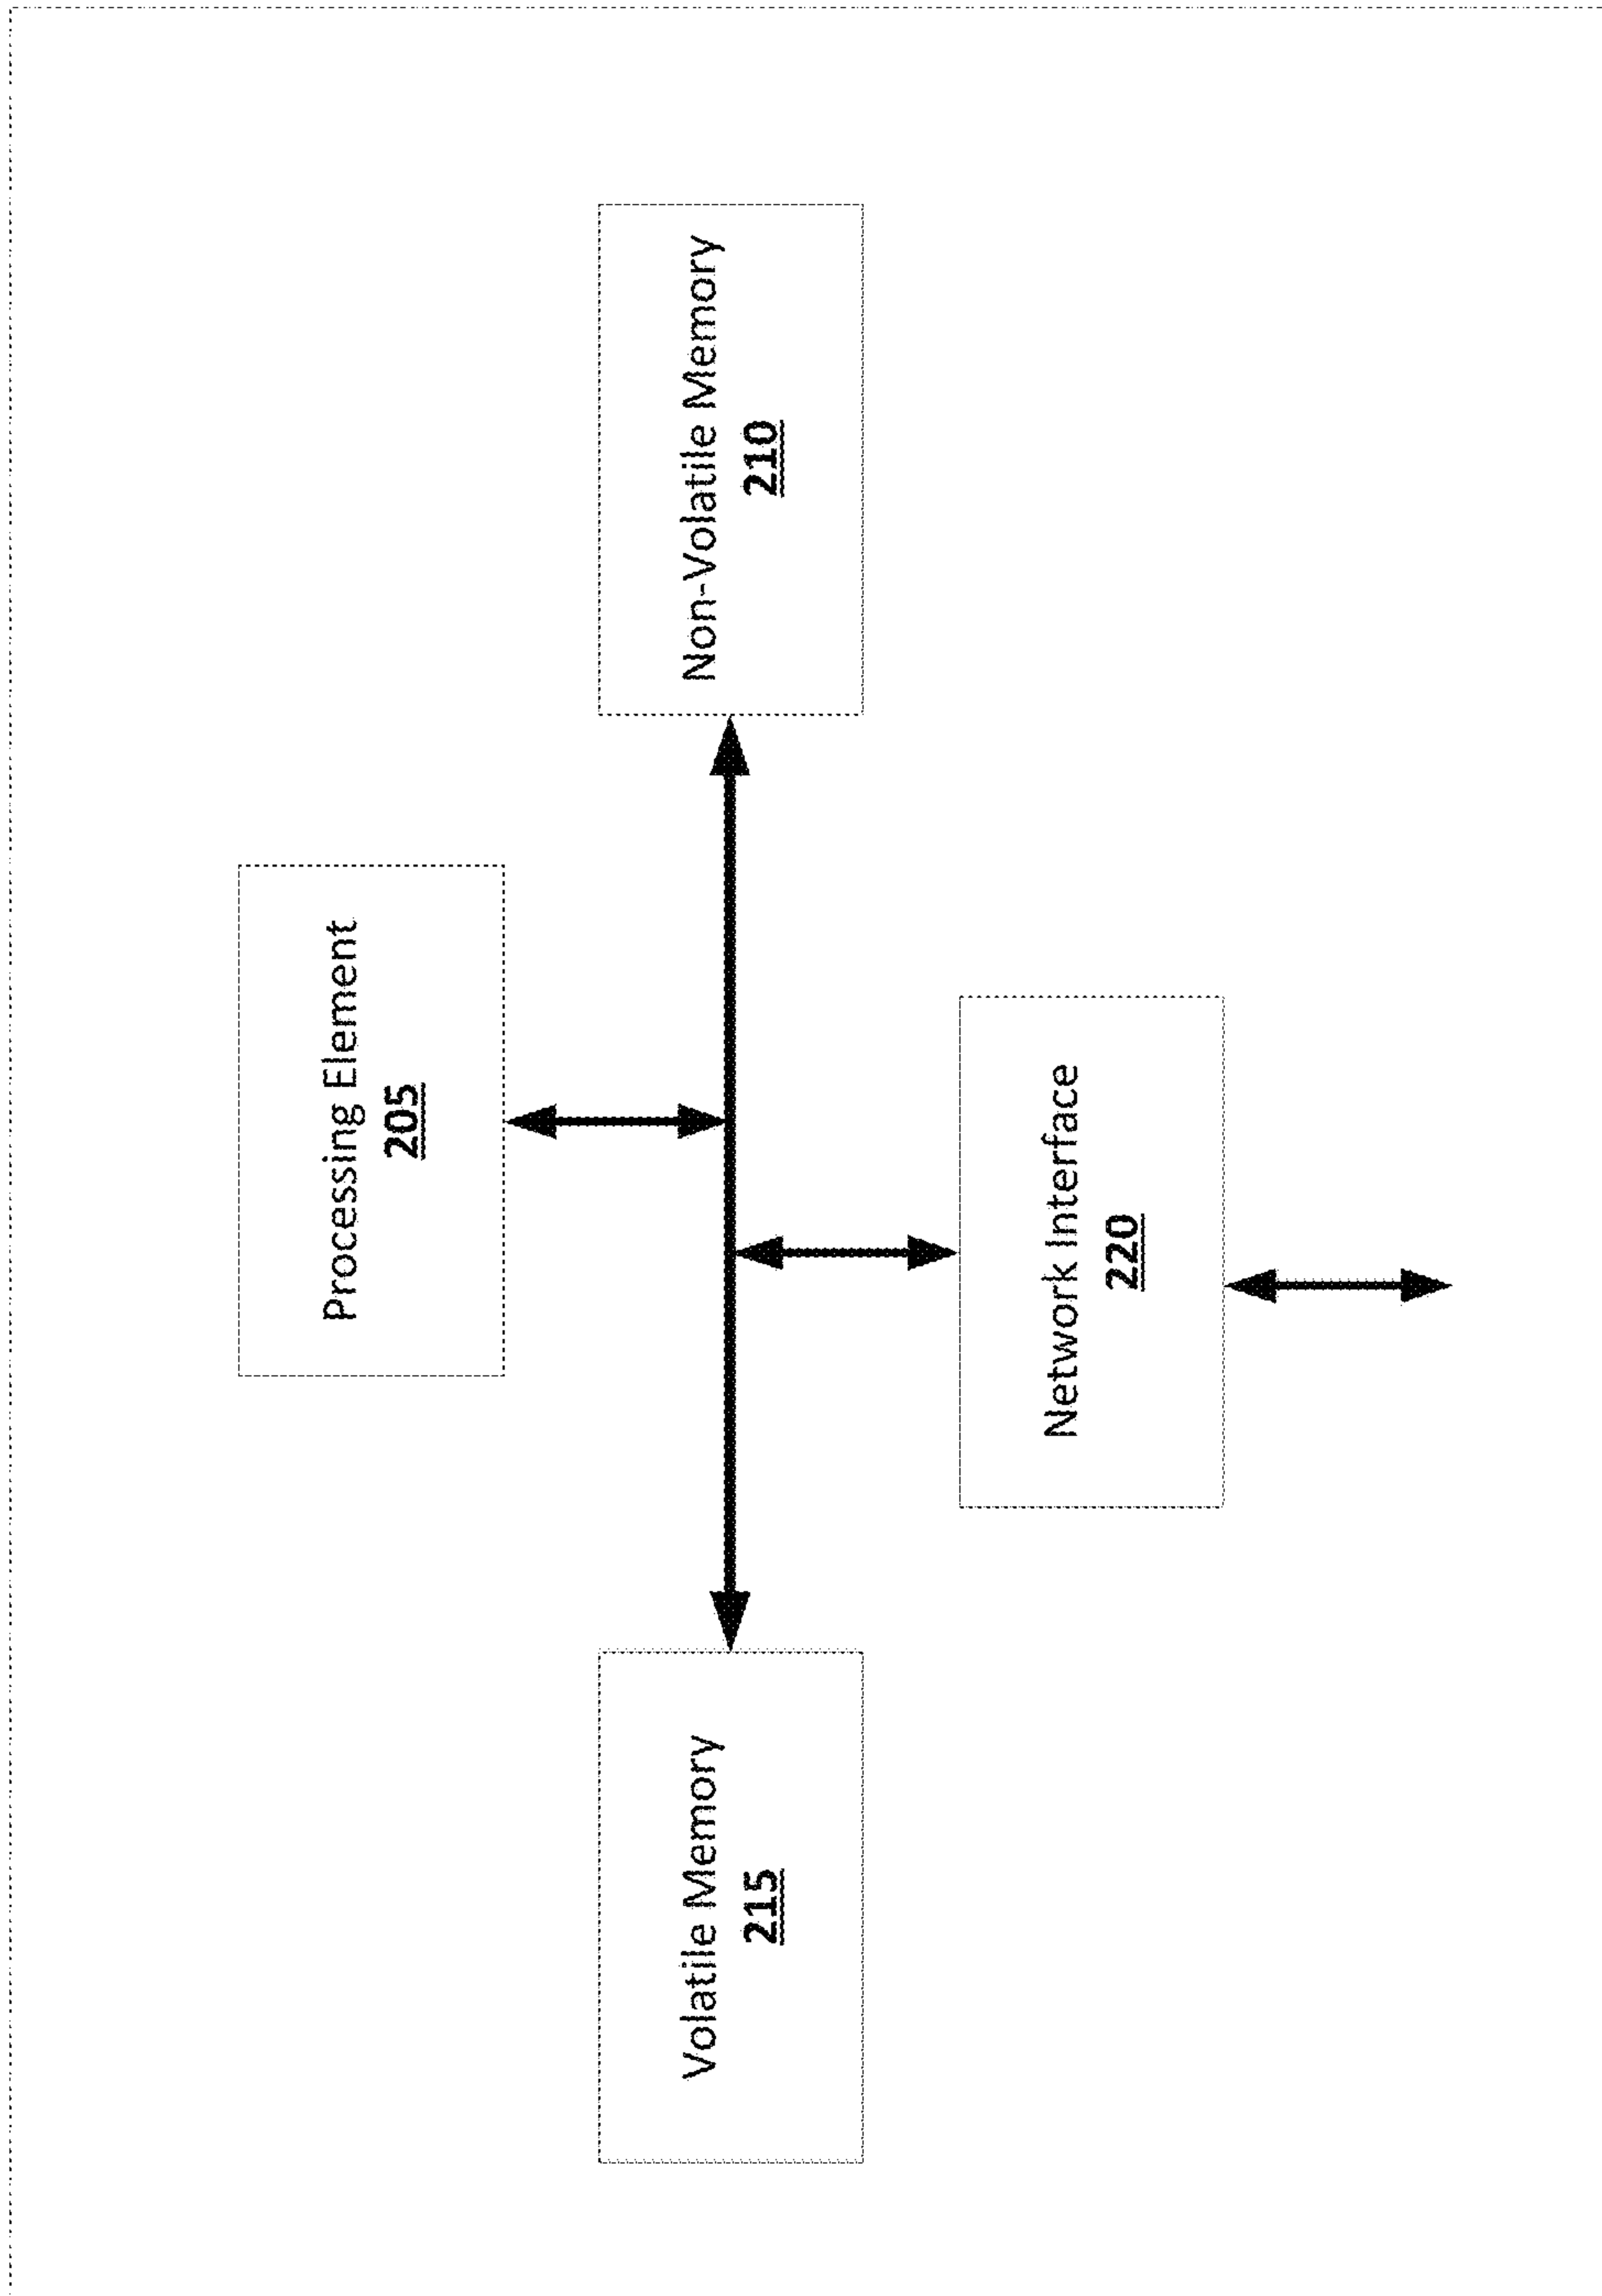 Processing Element
205
Volatile Memory
215
Non-Volatile Memory
210
Network Interface
220